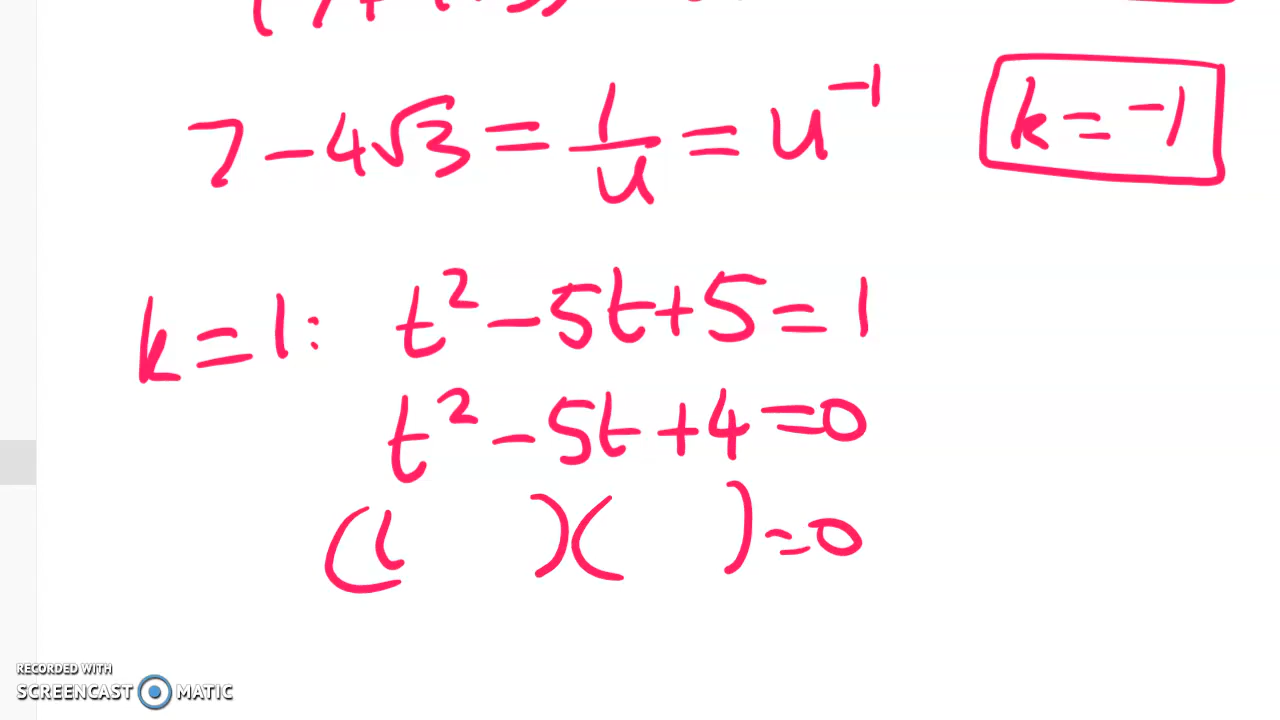 7 - 4√3 = 1/u = u⁻¹
k = -1
k = 1: t² - 5t + 5 = 1
t² - 5t + 4 = 0
( )( ) = 0
RECORDED WITH
SCREENCAST MATIC